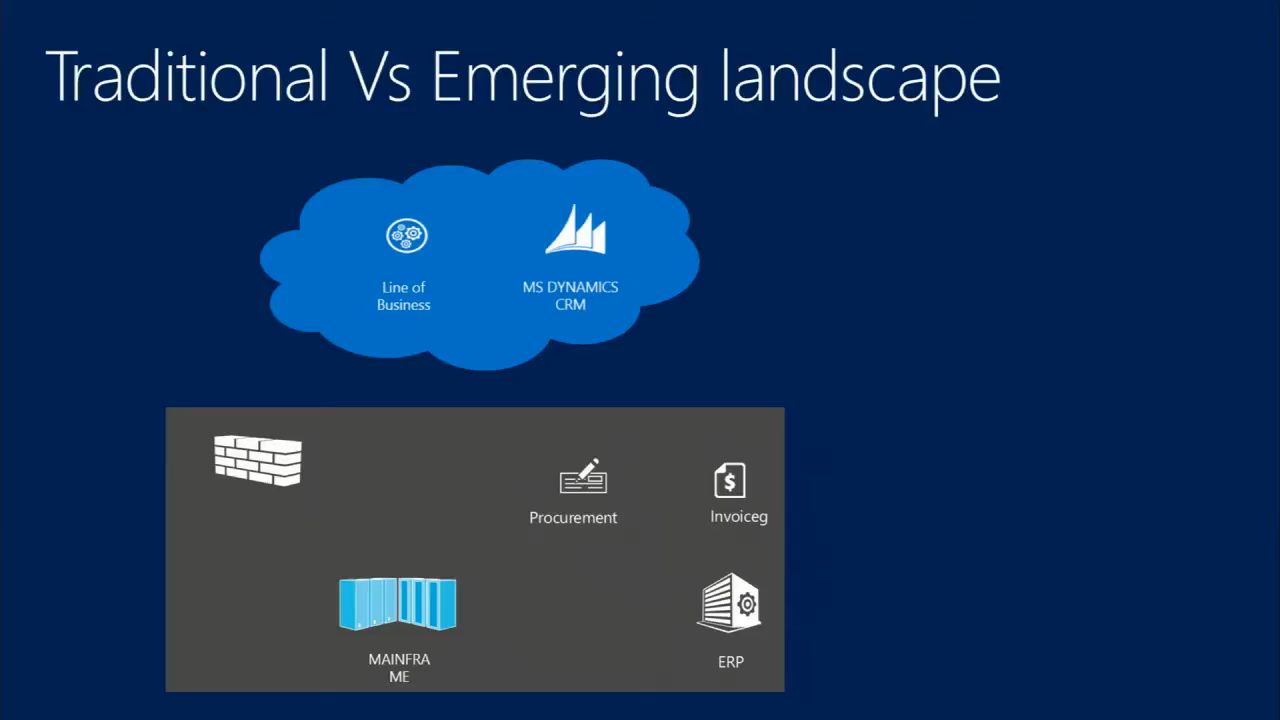 Traditional Vs Emerging landscape
Line of
Business
MS DYNAMICS
CRM
Procurement
Invoiceg
MAINFRA
ME
ERP